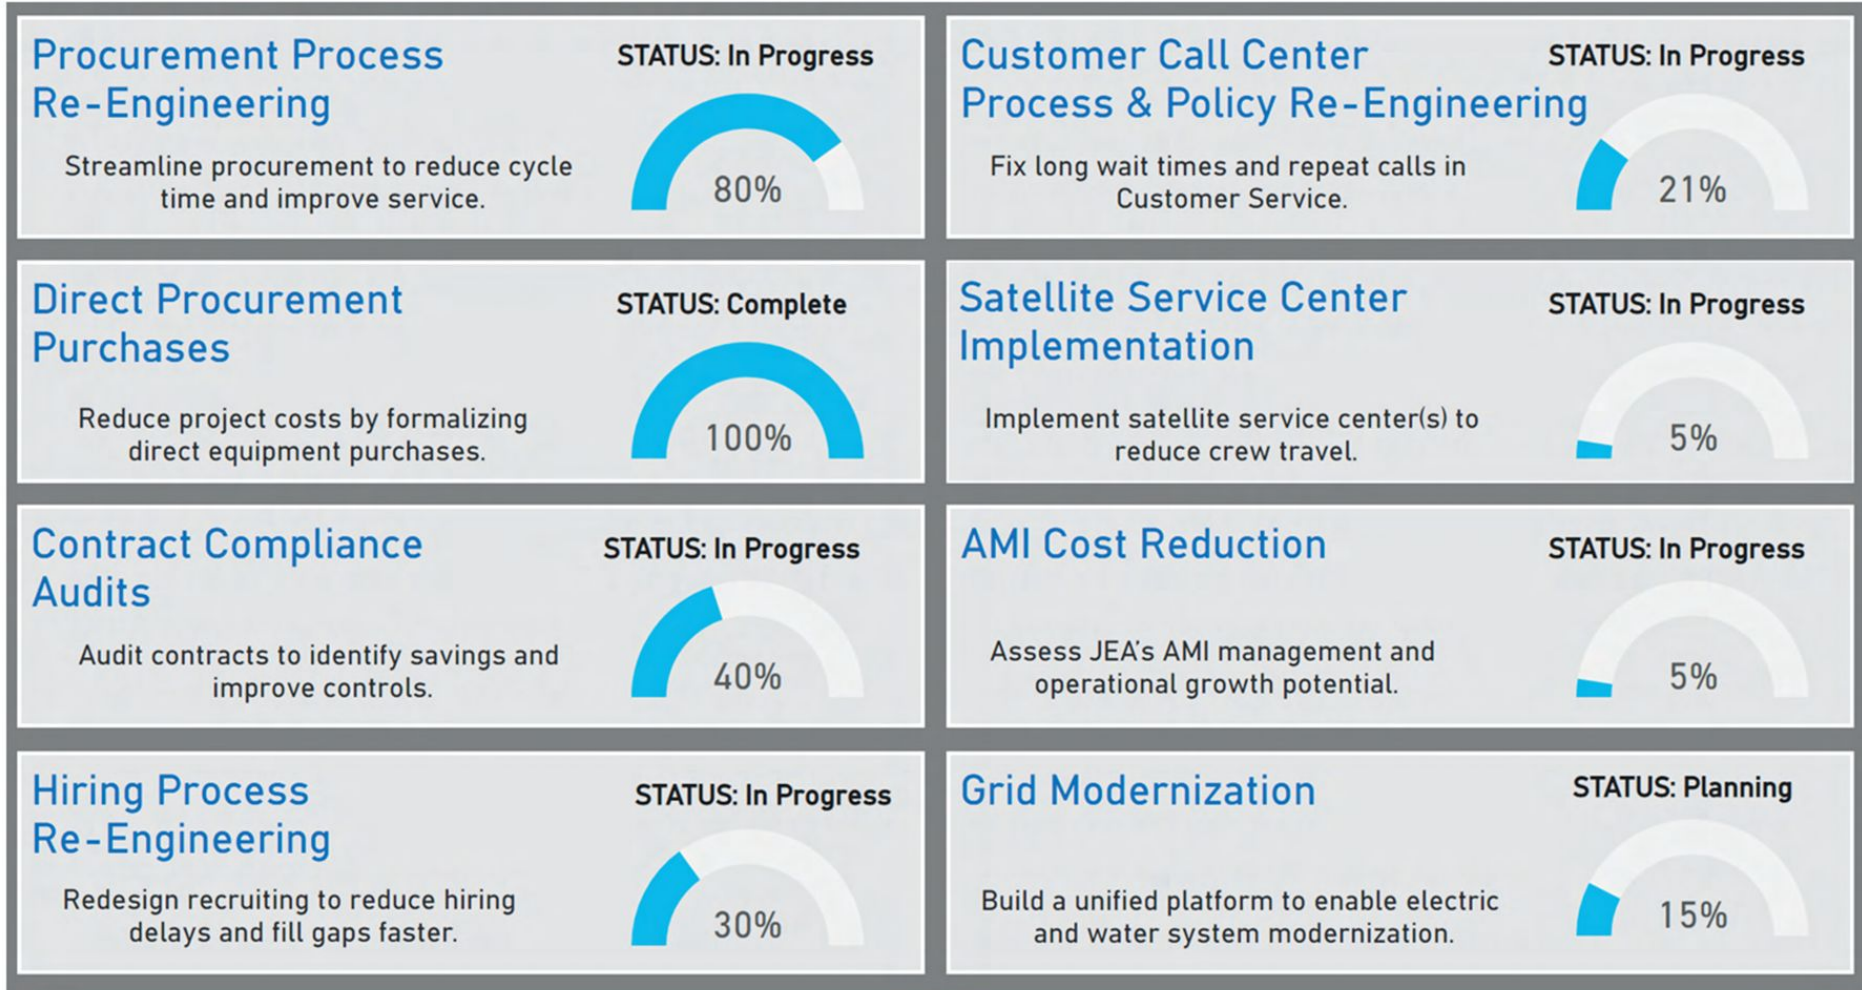 Procurement Process
Re-Engineering
STATUS: In Progress
Streamline procurement to reduce cycle
time and improve service.
80%
Customer Call Center
Process & Policy Re-Engineering
STATUS: In Progress
Fix long wait times and repeat calls in
Customer Service.
21%
Direct Procurement
Purchases
STATUS: Complete
Reduce project costs by formalizing
direct equipment purchases.
100%
Satellite Service Center
Implementation
STATUS: In Progress
Implement satellite service center(s) to
reduce crew travel.
5%
Contract Compliance
Audits
STATUS: In Progress
Audit contracts to identify savings and
improve controls.
40%
AMI Cost Reduction
STATUS: In Progress
Assess JEA's AMI management and
operational growth potential.
5%
Hiring Process
Re-Engineering
STATUS: In Progress
Redesign recruiting to reduce hiring
delays and fill gaps faster.
30%
Grid Modernization
STATUS: Planning
Build a unified platform to enable electric
and water system modernization.
15%